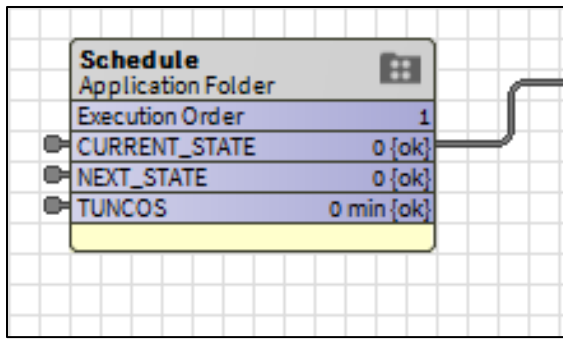 Schedule
Application Folder
Execution Order 1
CURRENT_STATE 0 {ok}
NEXT_STATE 0 {ok}
TUNCOS 0 min {ok}